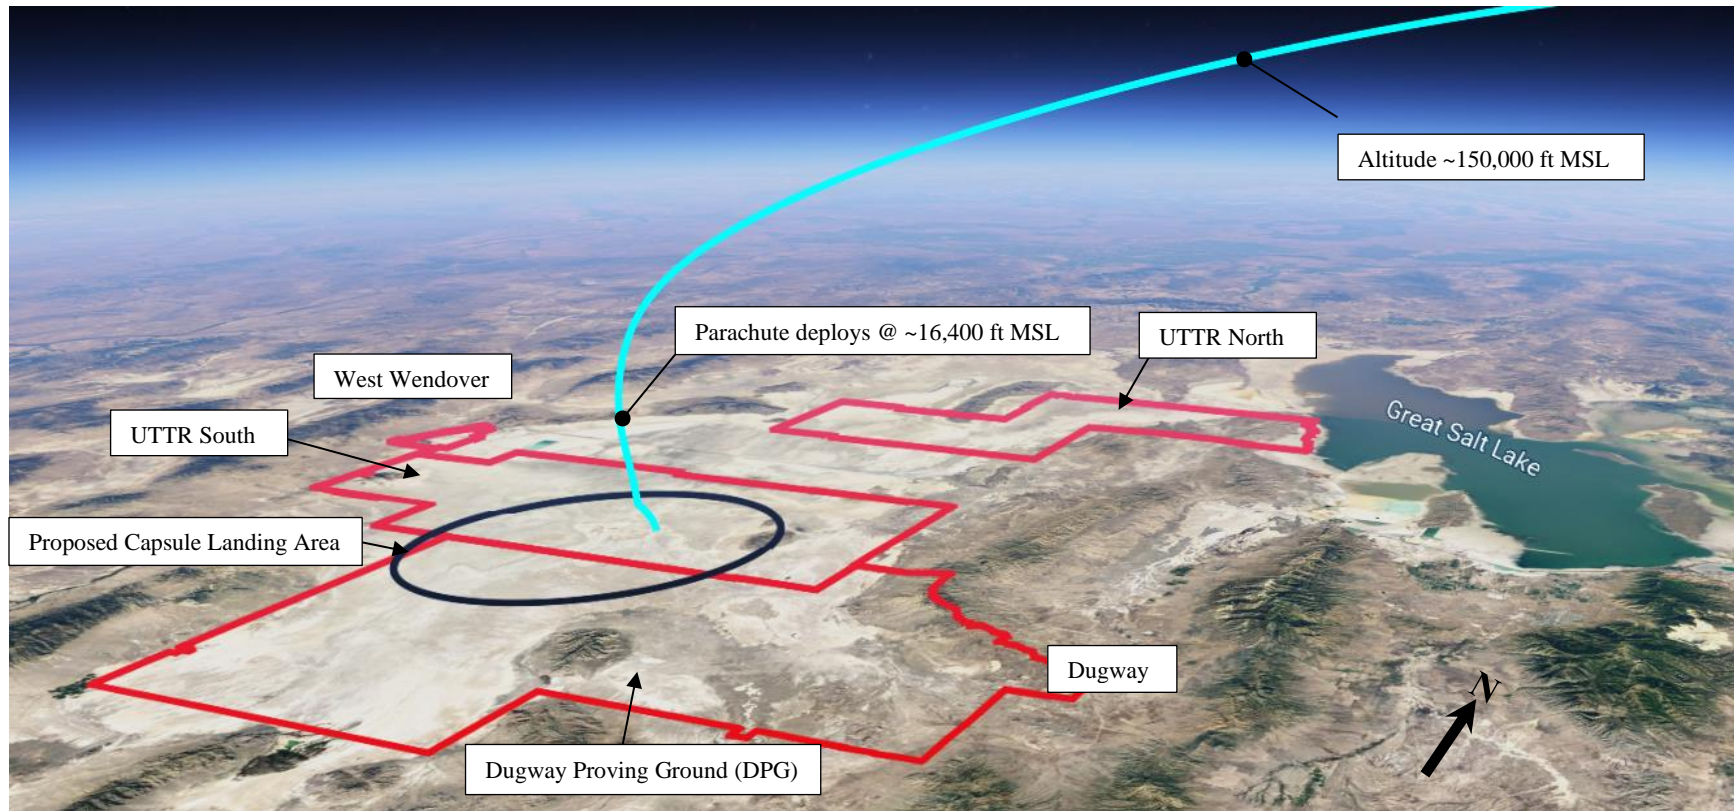 Altitude ~150,000 ft MSL
Parachute deploys @ ~16,400 ft MSL
UTTR North
West Wendover
Great Salt Lake
UTTR South
Proposed Capsule Landing Area
Dugway
N
Dugway Proving Ground (DPG)